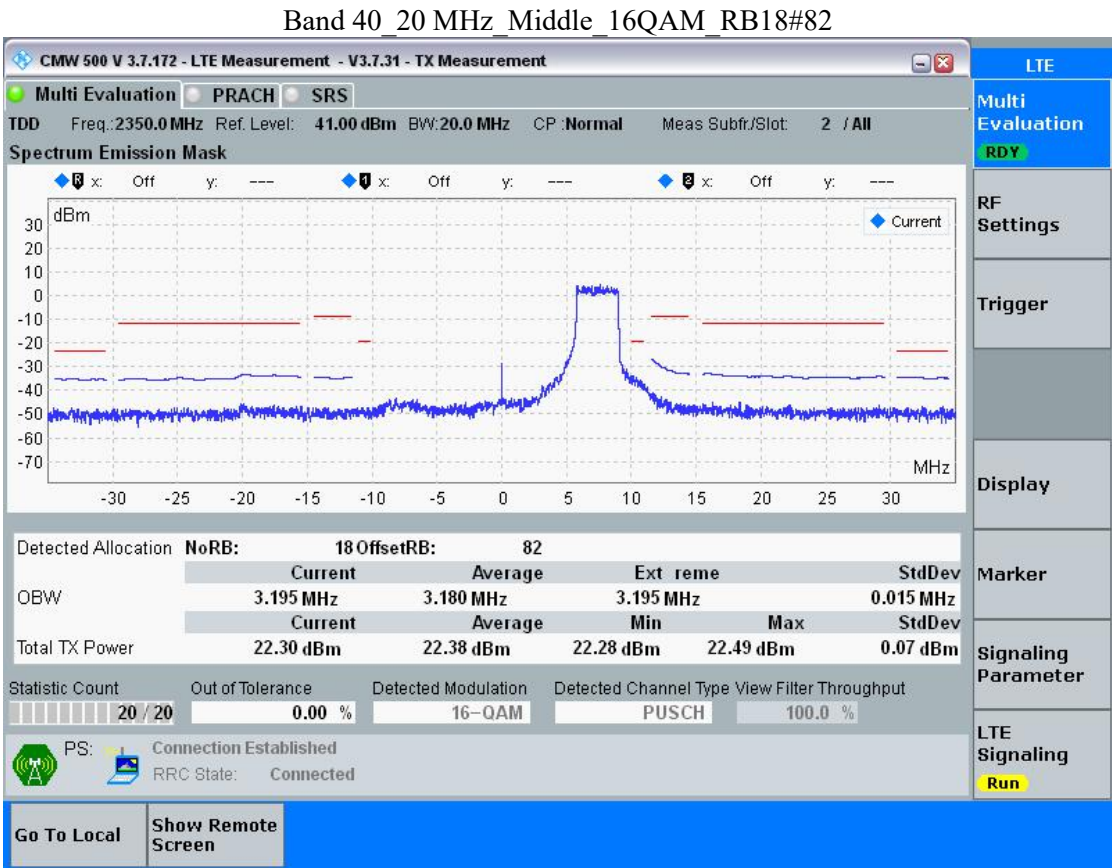 Band 40_20 MHz_Middle_16QAM_RB18#82
CMW 500 V 3.7.172 - LTE Measurement - V3.7.31 - TX Measurement
LTE
Multi Evaluation PRACH SRS
Multi
Evaluation
RDY
TDD Freq.:2350.0 MHz Ref. Level: 41.00 dBm BW:20.0 MHz CP :Normal Meas Subfr./Slot: 2 / All
Spectrum Emission Mask
R x: Off y: --- 1 x: Off y: --- 2 x: Off y: ---
dBm
Current
30
20
10
0
-10
-20
-30
-40
-50
-60
-70
MHz
-30 -25 -20 -15 -10 -5 0 5 10 15 20 25 30
RF
Settings
Trigger
Display
Marker
Signaling
Parameter
LTE
Signaling
Run
Detected Allocation NoRB: 18 OffsetRB: 82
Current Average Ext reme StdDev
OBW 3.195 MHz 3.180 MHz 3.195 MHz 0.015 MHz
Current Average Min Max StdDev
Total TX Power 22.30 dBm 22.38 dBm 22.28 dBm 22.49 dBm 0.07 dBm
Statistic Count Out of Tolerance Detected Modulation Detected Channel Type View Filter Throughput
20 / 20 0.00 % 16-QAM PUSCH 100.0 %
PS: Connection Established
RRC State: Connected
Go To Local
Show Remote
Screen